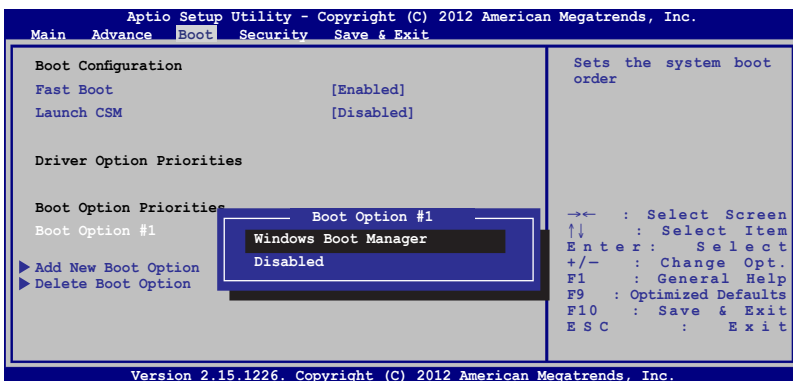 Aptio Setup Utility - Copyright (C) 2012 American Megatrends, Inc.
Main Advance Boot Security Save & Exit
Boot Configuration
Fast Boot [Enabled]
Launch CSM [Disabled]
Driver Option Priorities
Boot Option Priorities
Boot Option #1
Add New Boot Option
Delete Boot Option
Boot Option #1
Windows Boot Manager
Disabled
Sets the system boot
order
→← : Select Screen
↑↓ : Select Item
Enter: Select
+/— : Change Opt.
F1 : General Help
F9 : Optimized Defaults
F10 : Save & Exit
ESC : Exit
Version 2.15.1226. Copyright (C) 2012 American Megatrends, Inc.